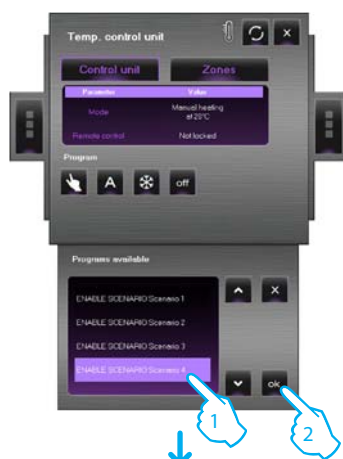 Temp. control unit
Control unit Zones
Parameter Value
Mode Manual heating at 20°C
Remote control Not locked
Program
A off
Programs available
ENABLE SCENARIO Scenario 1
ENABLE SCENARIO Scenario 2
ENABLE SCENARIO Scenario 3
ENABLE SCENARIO Scenario 4
ok
1
2